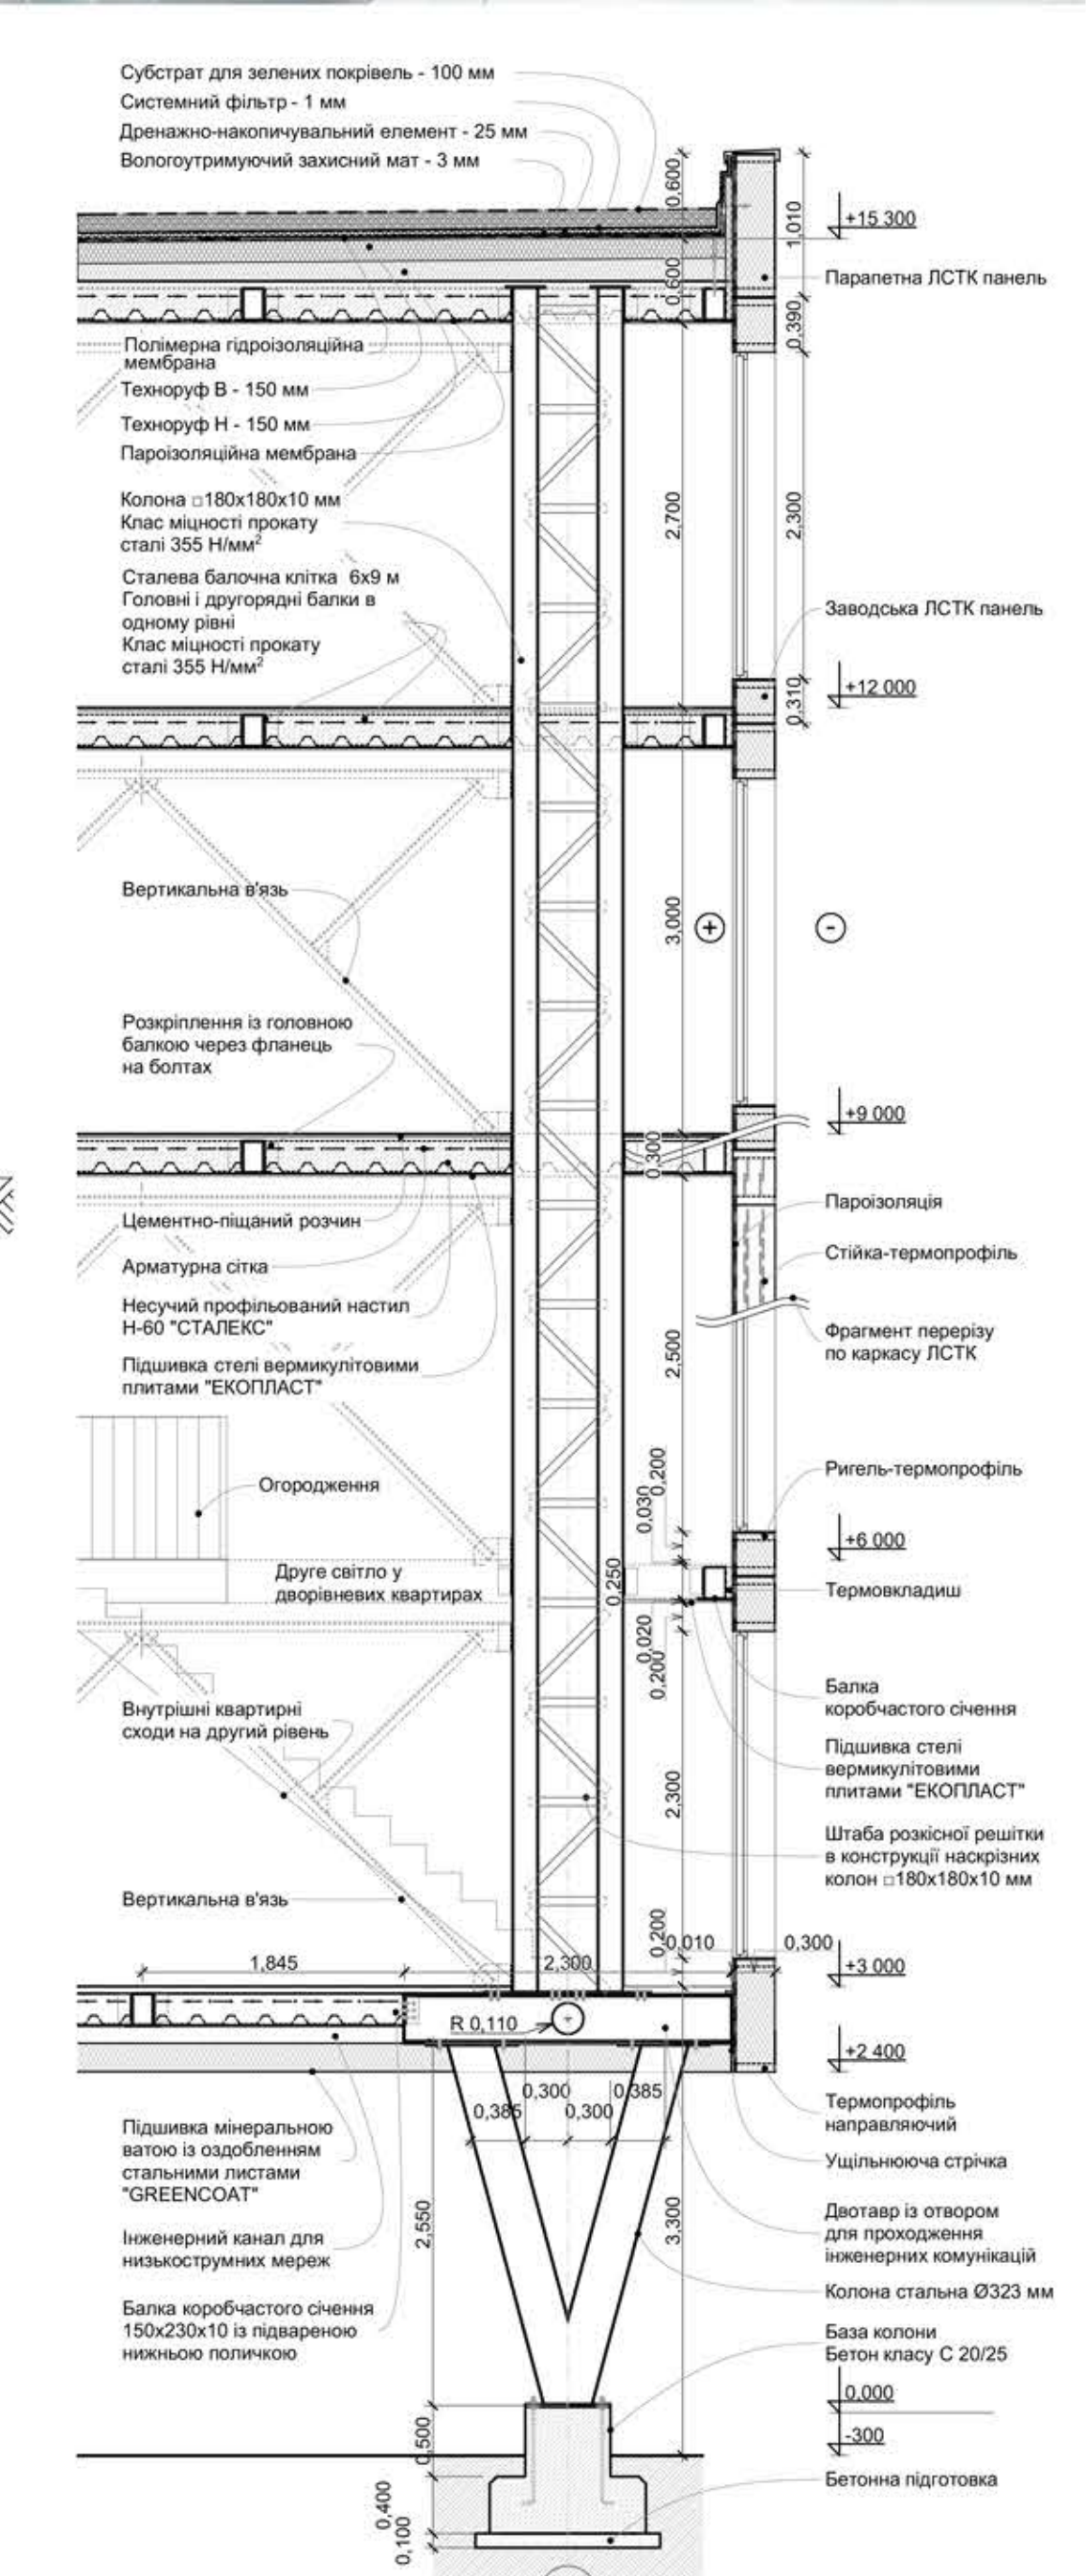 Субстрат для зелених покрівель - 100 мм
Системний фільтр - 1 мм
Дренажно-накопичувальний елемент - 25 мм
Вологоутримуючий захисний мат - 3 мм
0,600
1,010
+15 300
Парапетна ЛСТК панель
0,600
0,390
Полімерна гідроізоляційна
мембрана
Техноруф В - 150 мм
Техноруф Н - 150 мм
Пароізоляційна мембрана
Колона □180х180х10 мм
Клас міцності прокату
сталі 355 Н/мм²
2,700
2,300
Сталева балочна клітка 6х9 м
Головні і другорядні балки в
одному рівні
Клас міцності прокату
сталі 355 Н/мм²
Заводська ЛСТК панель
0,310
+12 000
Вертикальна в'язь
3,000
+
-
Розкріплення із головною
балкою через фланець
на болтах
+9 000
0,300
Цементно-піщаний розчин
Арматурна сітка
Несучий профільований настил
Н-60 "СТАЛЕКС"
Підшивка стелі вермикулітовими
плитами "ЕКОПЛАСТ"
Пароізоляція
Стійка-термопрофіль
Фрагмент перерізу
по каркасу ЛСТК
2,500
Огородження
0,200
0,030
Ригель-термопрофіль
+6 000
Друге світло у
дворівневих квартирах
0,250
Термовкладиш
0,020
0,200
Балка
коробчастого січення
Внутрішні квартирні
сходи на другий рівень
Підшивка стелі
вермикулітовими
плитами "ЕКОПЛАСТ"
2,300
Штаба розкісної решітки
в конструкції наскрізних
колон □180х180х10 мм
Вертикальна в'язь
0,200
0,010
0,300
1,845
2,300
+3 000
R 0,110
+2 400
0,300
0,385
0,385
0,300
Термопрофіль
направляючий
Ущільнююча стрічка
Підшивка мінеральною
ватою із оздобленням
стальними листами
"GREENCOAT"
2,550
3,300
Двотавр із отвором
для проходження
інженерних комунікацій
Інженерний канал для
низькострумних мереж
Колона стальна Ø323 мм
Балка коробчастого січення
150х230х10 із підвареною
нижньою поличкою
База колони
Бетон класу С 20/25
0,000
-300
0,500
Бетонна підготовка
0,400
0,100